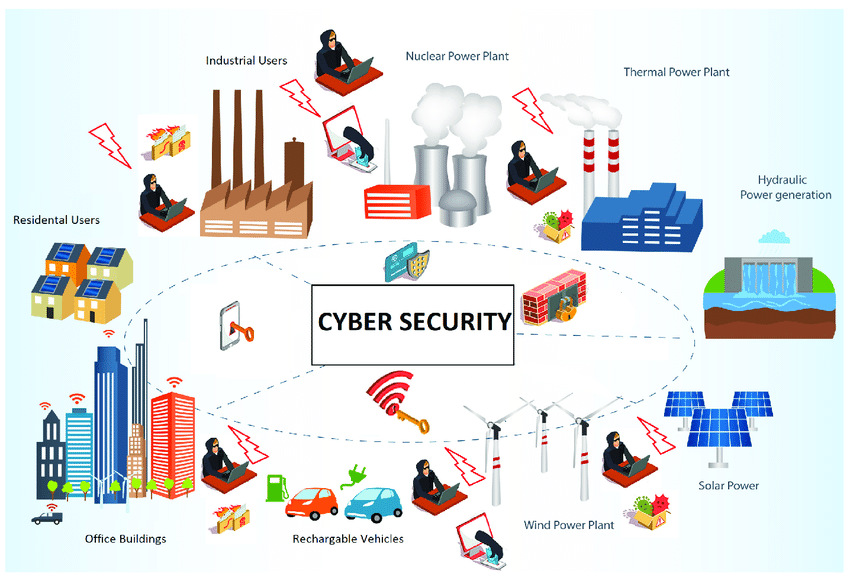 Industrial Users
Nuclear Power Plant
Thermal Power Plant
Hydraulic
Power generation
Residental Users
CYBER SECURITY
Solar Power
Wind Power Plant
Office Buildings
Rechargable Vehicles